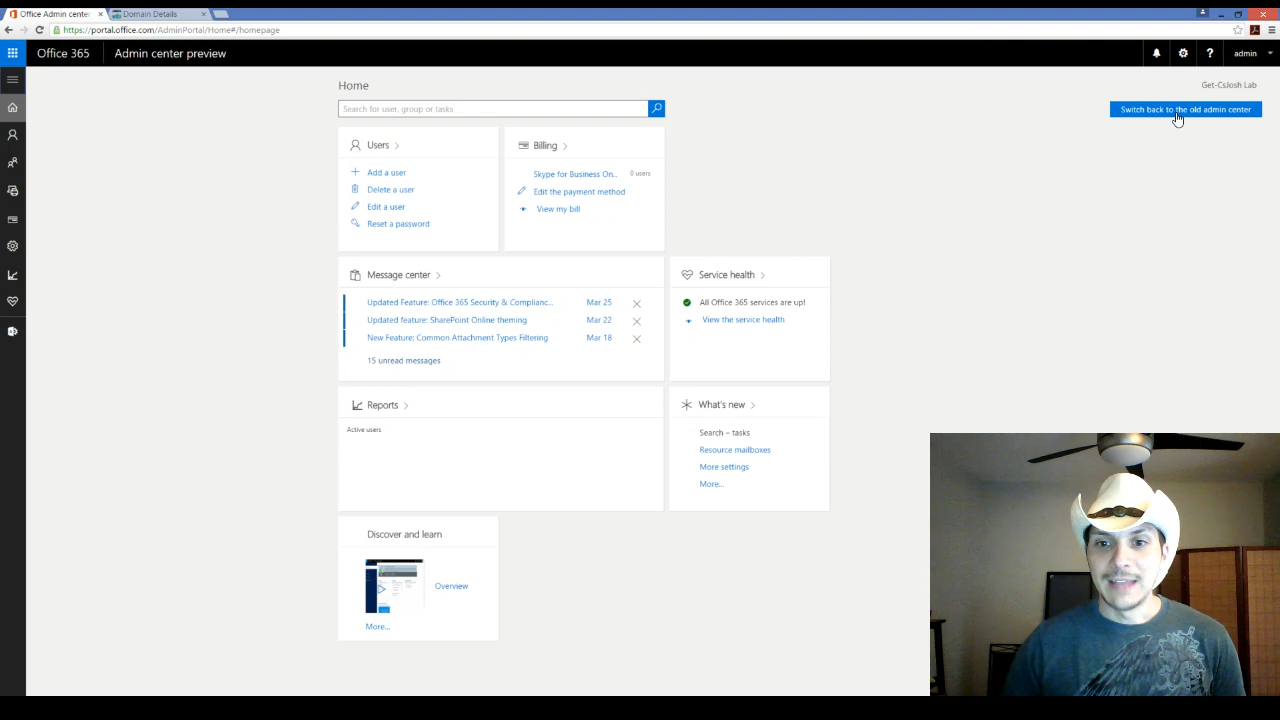 Office Admin center
Domain Details
https://portal.office.com/AdminPortal/Home#/homepage
Office 365
Admin center preview
?
admin
Home
Get-CsJosh Lab
Search for user, group or tasks
Switch back to the old admin center
Users
Add a user
Delete a user
Edit a user
Reset a password
Billing
Skype for Business On...
0 users
Edit the payment method
View my bill
Message center
Updated Feature: Office 365 Security & Complianc...
Mar 25
Updated feature: SharePoint Online theming
Mar 22
New Feature: Common Attachment Types Filtering
Mar 18
15 unread messages
Service health
All Office 365 services are up!
View the service health
Reports
Active users
What's new
Search – tasks
Resource mailboxes
More settings
More...
Discover and learn
Overview
More...